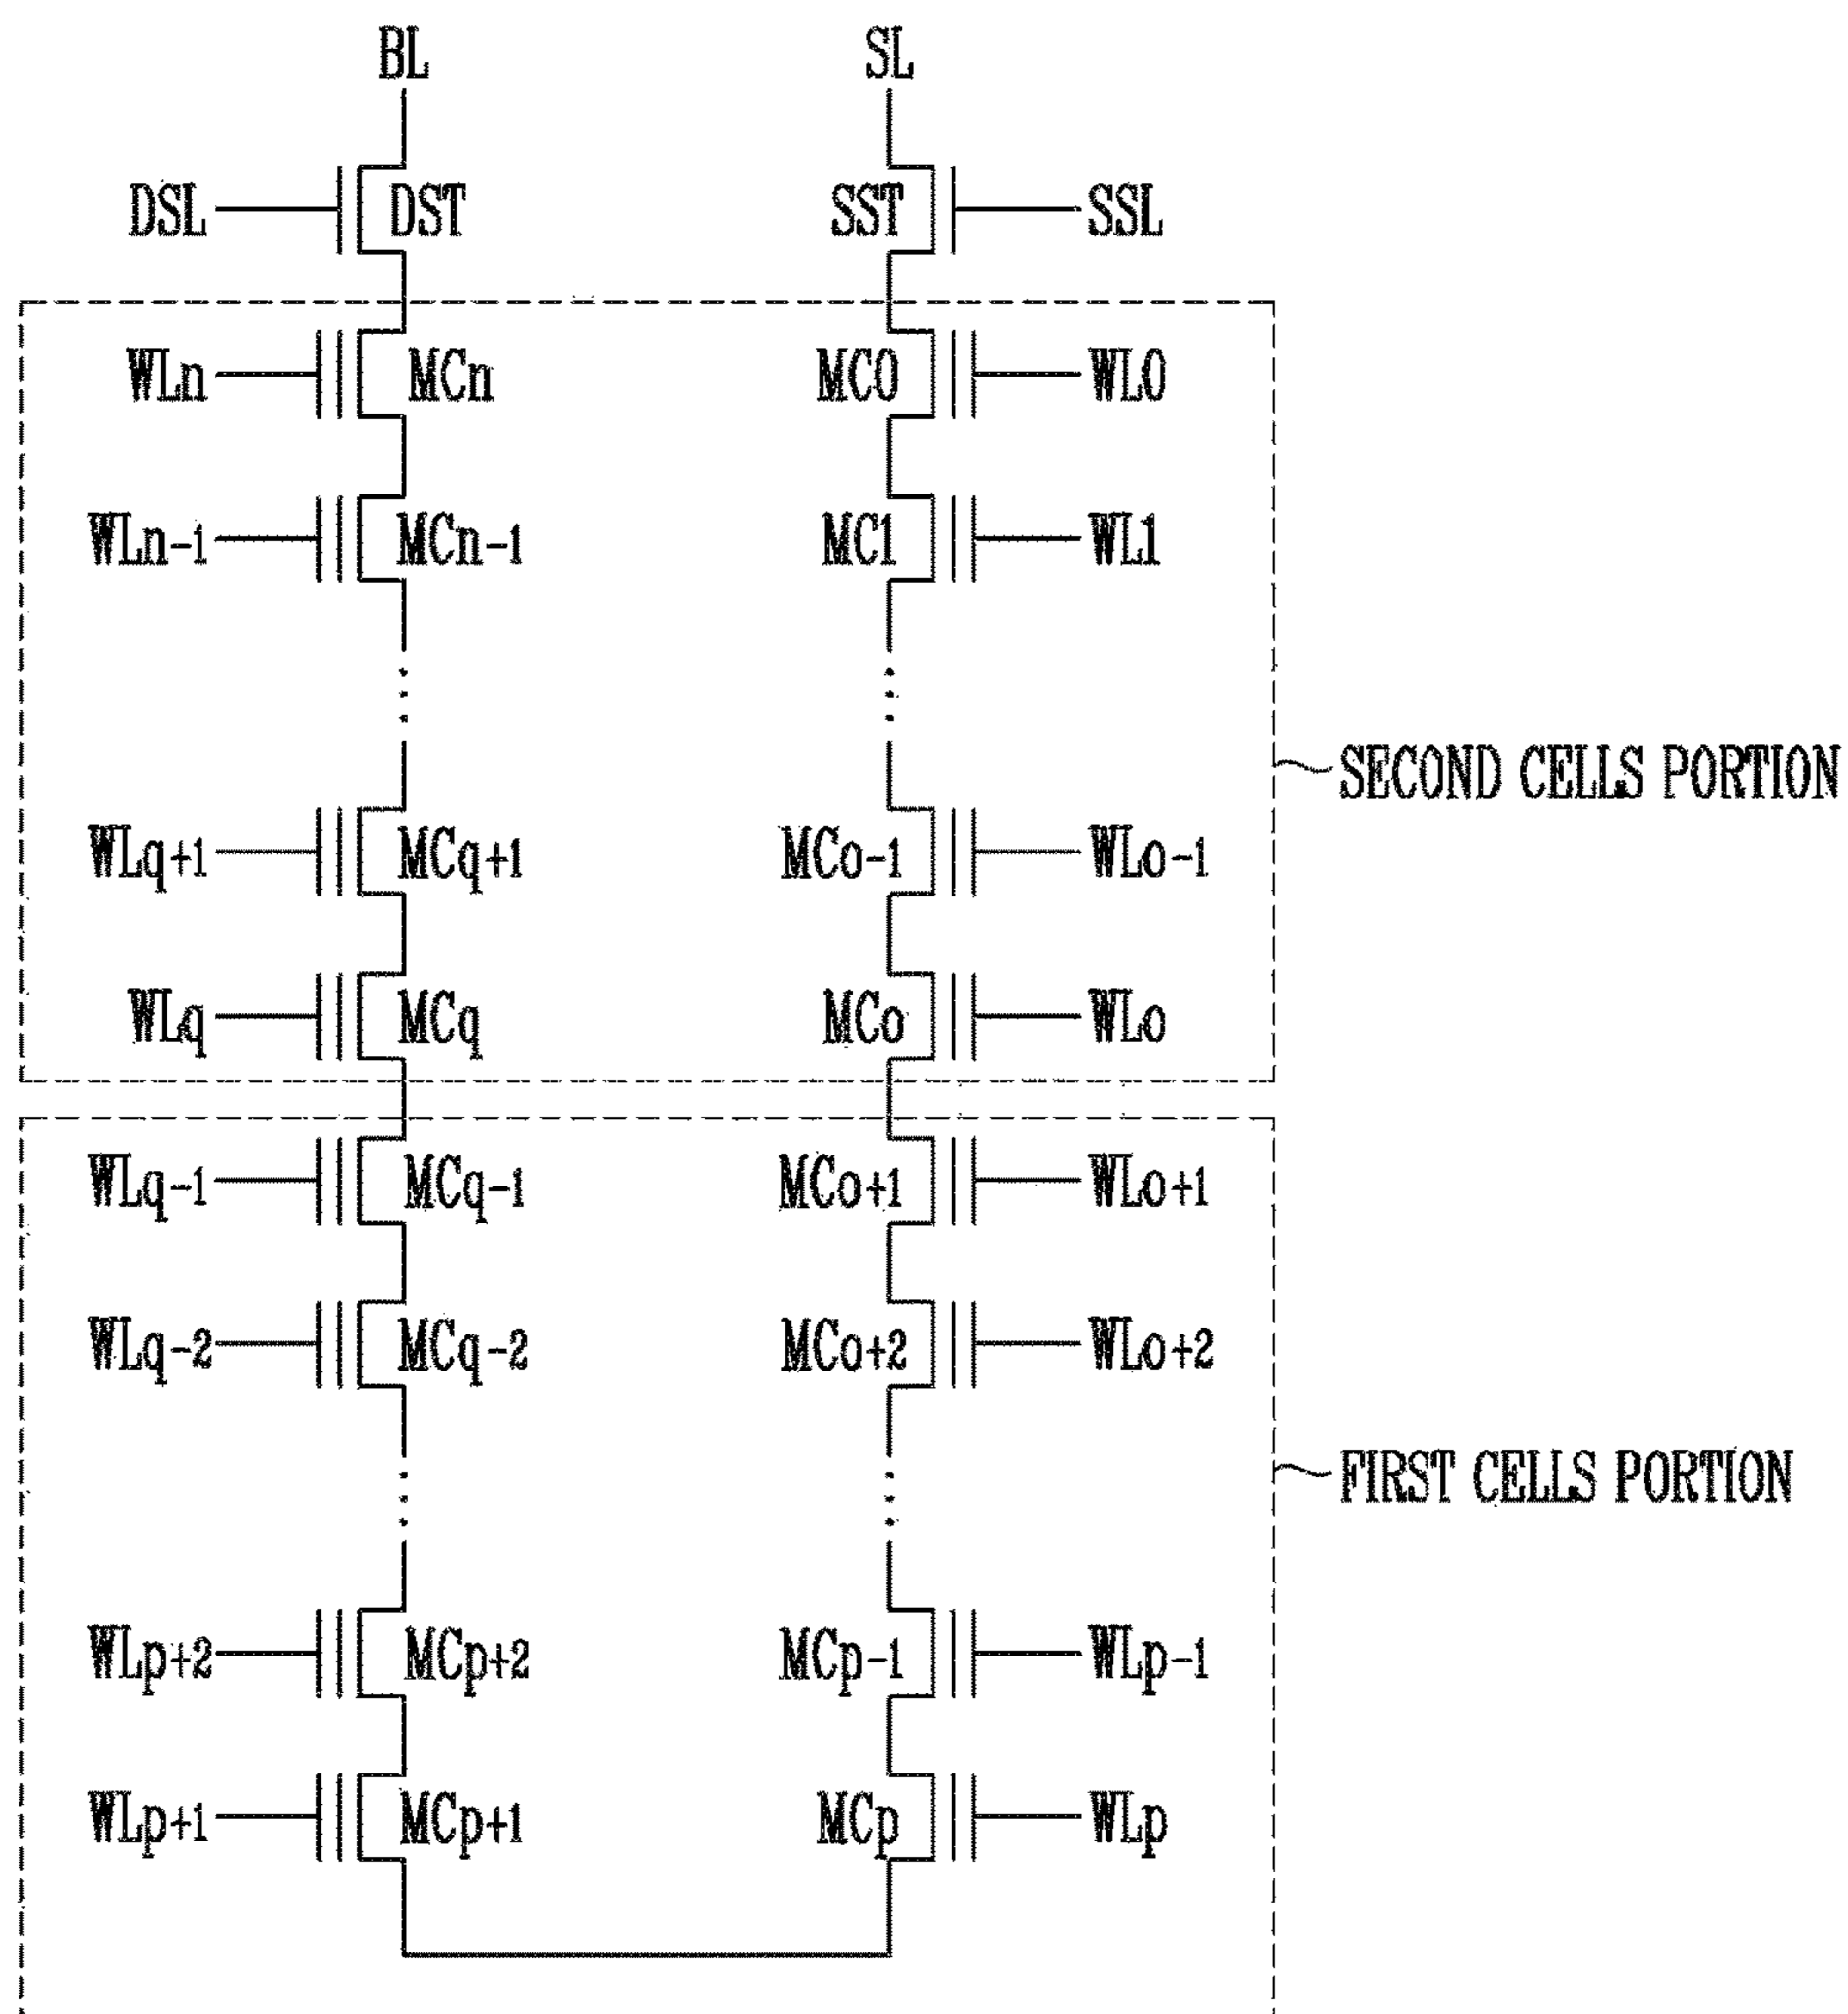 BL SL
DSL DST SST SSL
WLn MCn MC0 WL0
WLn-1 MCn-1 MC1 WL1
SECOND CELLS PORTION
WLq+1 MCq+1 MCo-1 WLo-1
WLq MCq MCo WLo
WLq-1 MCq-1 MCo+1 WLo+1
WLq-2 MCq-2 MCo+2 WLo+2
FIRST CELLS PORTION
WLp+2 MCp+2 MCp-1 WLp-1
WLp+1 MCp+1 MCp WLp